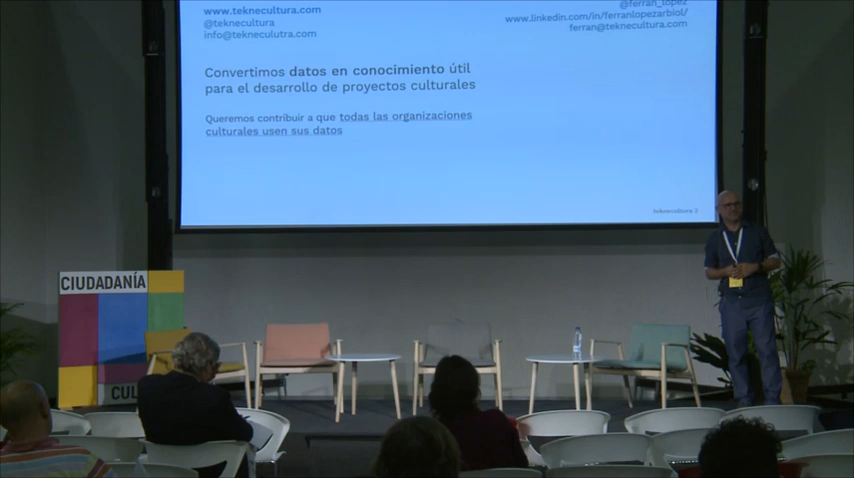 www.teknecultura.com
@teknecultura
info@tekneculutra.com
@ferran_lopez
www.linkedin.com/in/ferranlopezarbiol/
ferran@teknecultura.com
Convertimos datos en conocimiento útil
para el desarrollo de proyectos culturales
Queremos contribuir a que todas las organizaciones
culturales usen sus datos
teknecultura
CIUDADANÍA
CUL